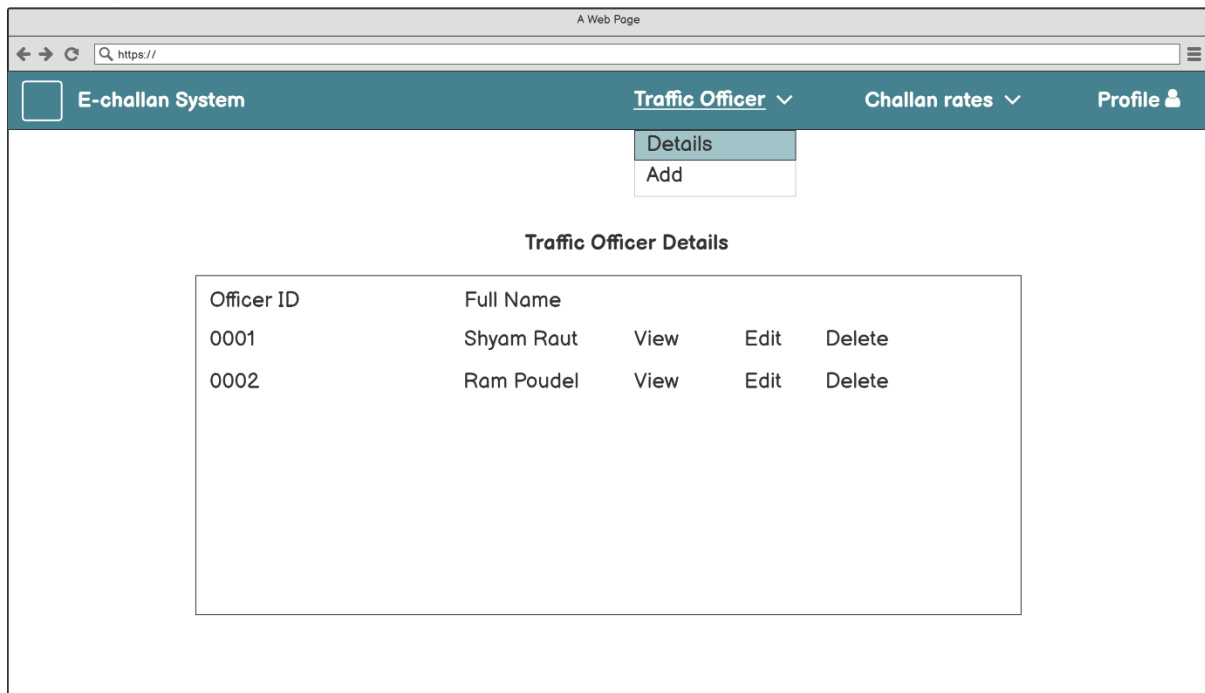 A Web Page
https://
E-challan System Traffic Officer Challan rates Profile
Details
Add
Traffic Officer Details
Officer ID Full Name
0001 Shyam Raut View Edit Delete
0002 Ram Poudel View Edit Delete